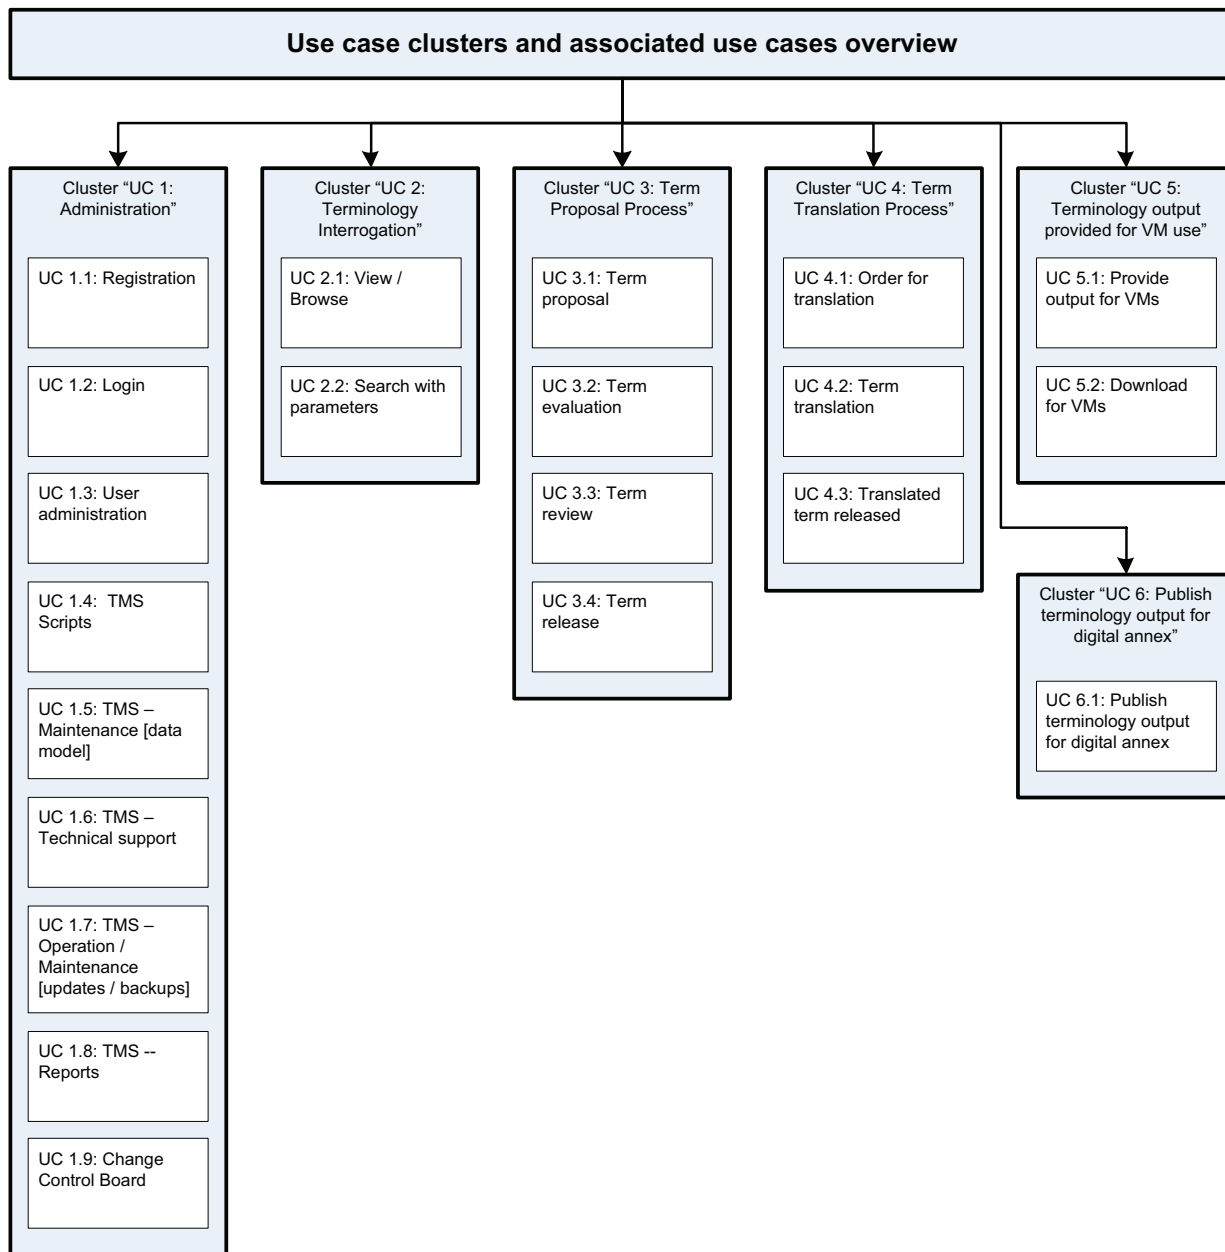 Use case clusters and associated use cases overview
Cluster “UC 1:
Administration”
UC 1.1: Registration
UC 1.2: Login
UC 1.3: User
administration
UC 1.4:  TMS
Scripts
UC 1.5: TMS –
Maintenance [data
model]
UC 1.6: TMS –
Technical support
UC 1.7: TMS –
Operation /
Maintenance
[updates / backups]
UC 1.8: TMS --
Reports
UC 1.9: Change
Control Board
Cluster “UC 2:
Terminology
Interrogation”
UC 2.1: View /
Browse
UC 2.2: Search with
parameters
Cluster “UC 3: Term
Proposal Process”
UC 3.1: Term
proposal
UC 3.2: Term
evaluation
UC 3.3: Term
review
UC 3.4: Term
release
Cluster “UC 4: Term
Translation Process”
UC 4.1: Order for
translation
UC 4.2: Term
translation
UC 4.3: Translated
term released
Cluster “UC 5:
Terminology output
provided for VM use”
UC 5.1: Provide
output for VMs
UC 5.2: Download
for VMs
Cluster “UC 6: Publish
terminology output for
digital annex”
UC 6.1: Publish
terminology output
for digital annex